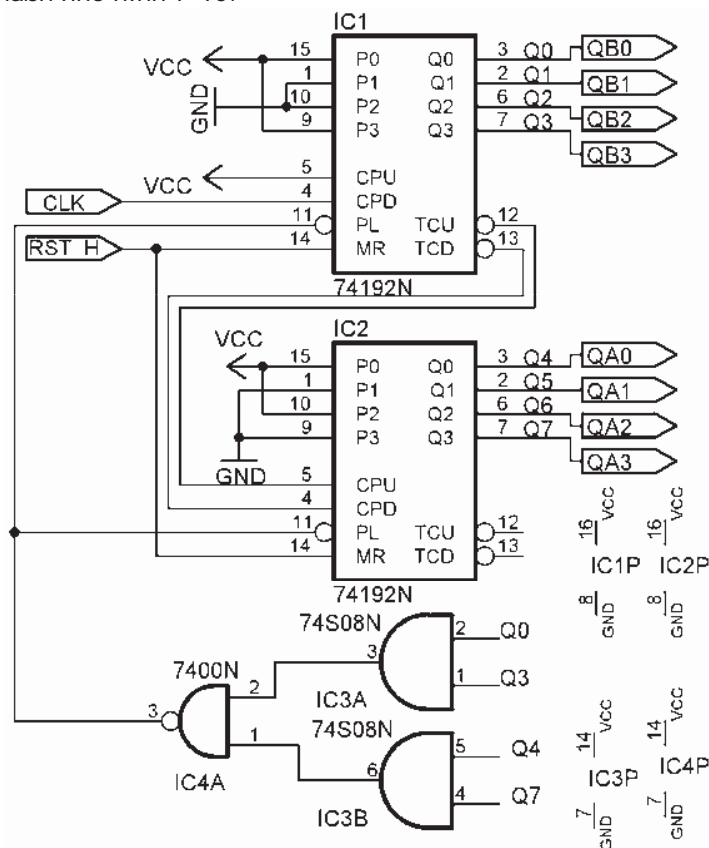 IC1
VCC
GND
15 P0 Q0 3 Q0 QB0
1 P1 Q1 2 Q1 QB1
10 P2 Q2 6 Q2 QB2
9 P3 Q3 7 Q3 QB3
VCC 5 CPU
CLK 4 CPD
11 PL TCU 12
RST H 14 MR TCD 13
74192N
IC2
VCC
GND
15 P0 Q0 3 Q4 QA0
1 P1 Q1 2 Q5 QA1
10 P2 Q2 6 Q6 QA2
9 P3 Q3 7 Q7 QA3
5 CPU
4 CPD
11 PL TCU 12
14 MR TCD 13
74192N
16 VCC 16 VCC
IC1P IC2P
8 GND 8 GND
74S08N
3 2 Q0
1 Q3
IC3A
7400N
3 2
1
IC4A
74S08N
6 5 Q4
4 Q7
IC3B
14 VCC 14 VCC
IC3P IC4P
7 GND 7 GND